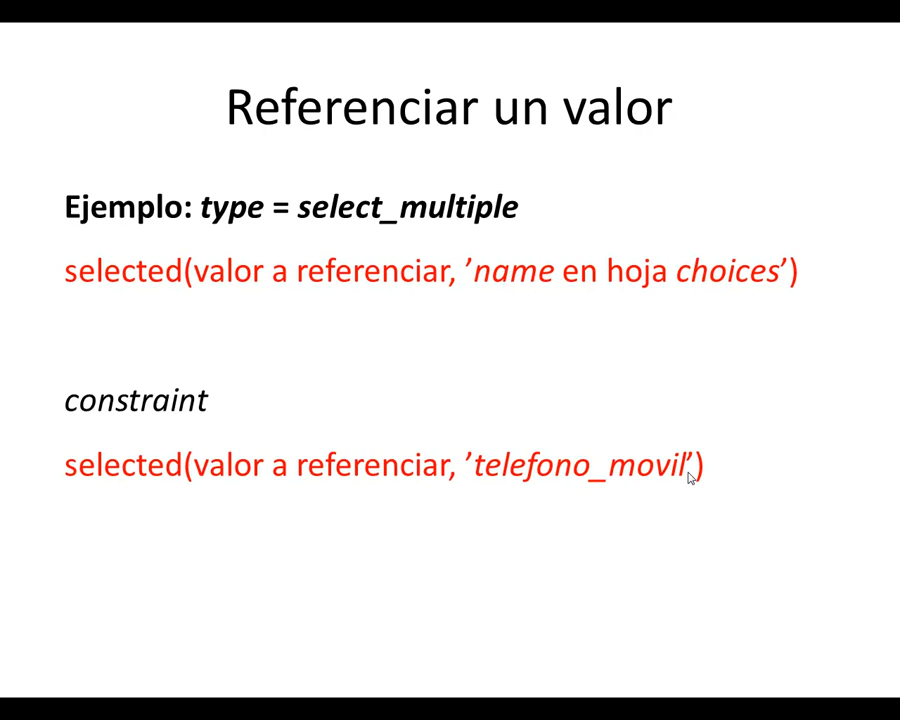 Referenciar un valor
Ejemplo: type = select_multiple
selected(valor a referenciar, ’name en hoja choices’)
constraint
selected(valor a referenciar, ’telefono_movil’)